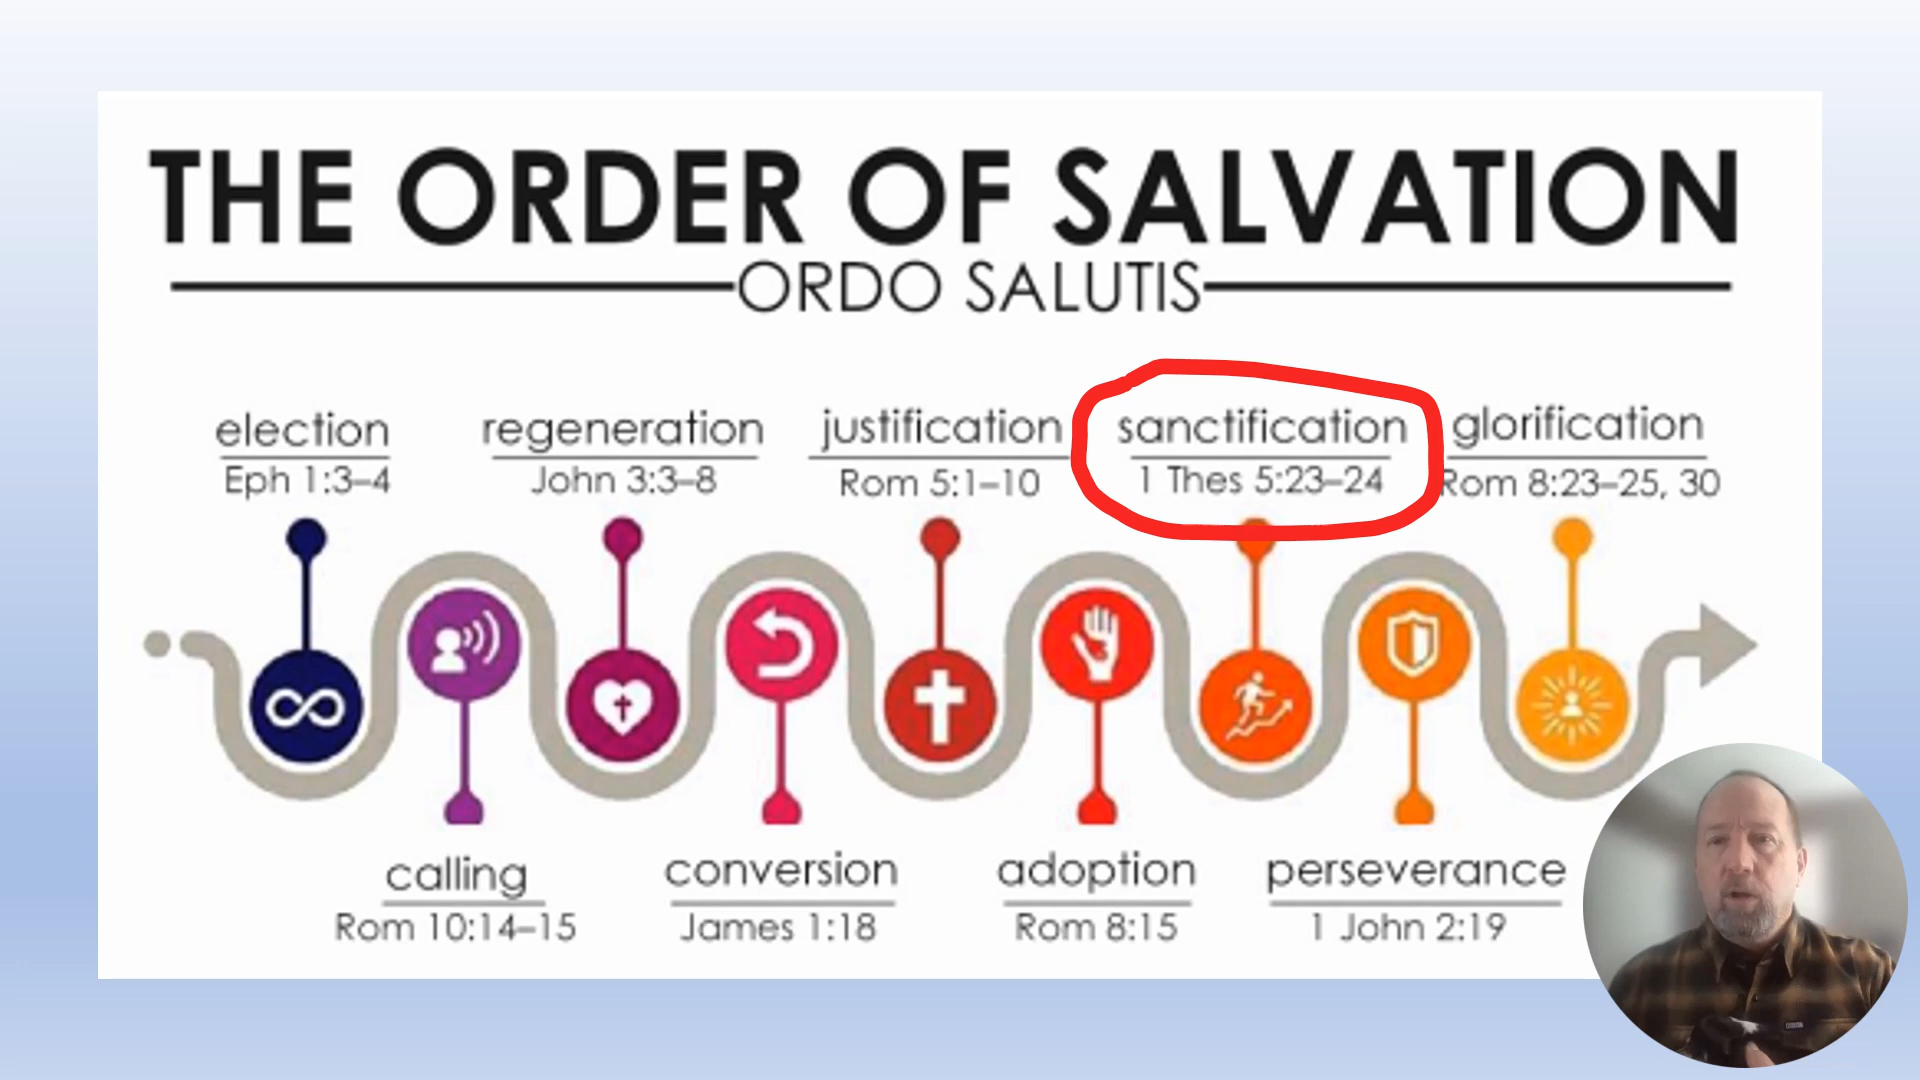 THE ORDER OF SALVATION
ORDO SALUTIS
election
Eph 1:3–4
regeneration
John 3:3–8
justification
Rom 5:1–10
sanctification
1 Thes 5:23–24
glorification
Rom 8:23–25, 30
calling
Rom 10:14–15
conversion
James 1:18
adoption
Rom 8:15
perseverance
1 John 2:19